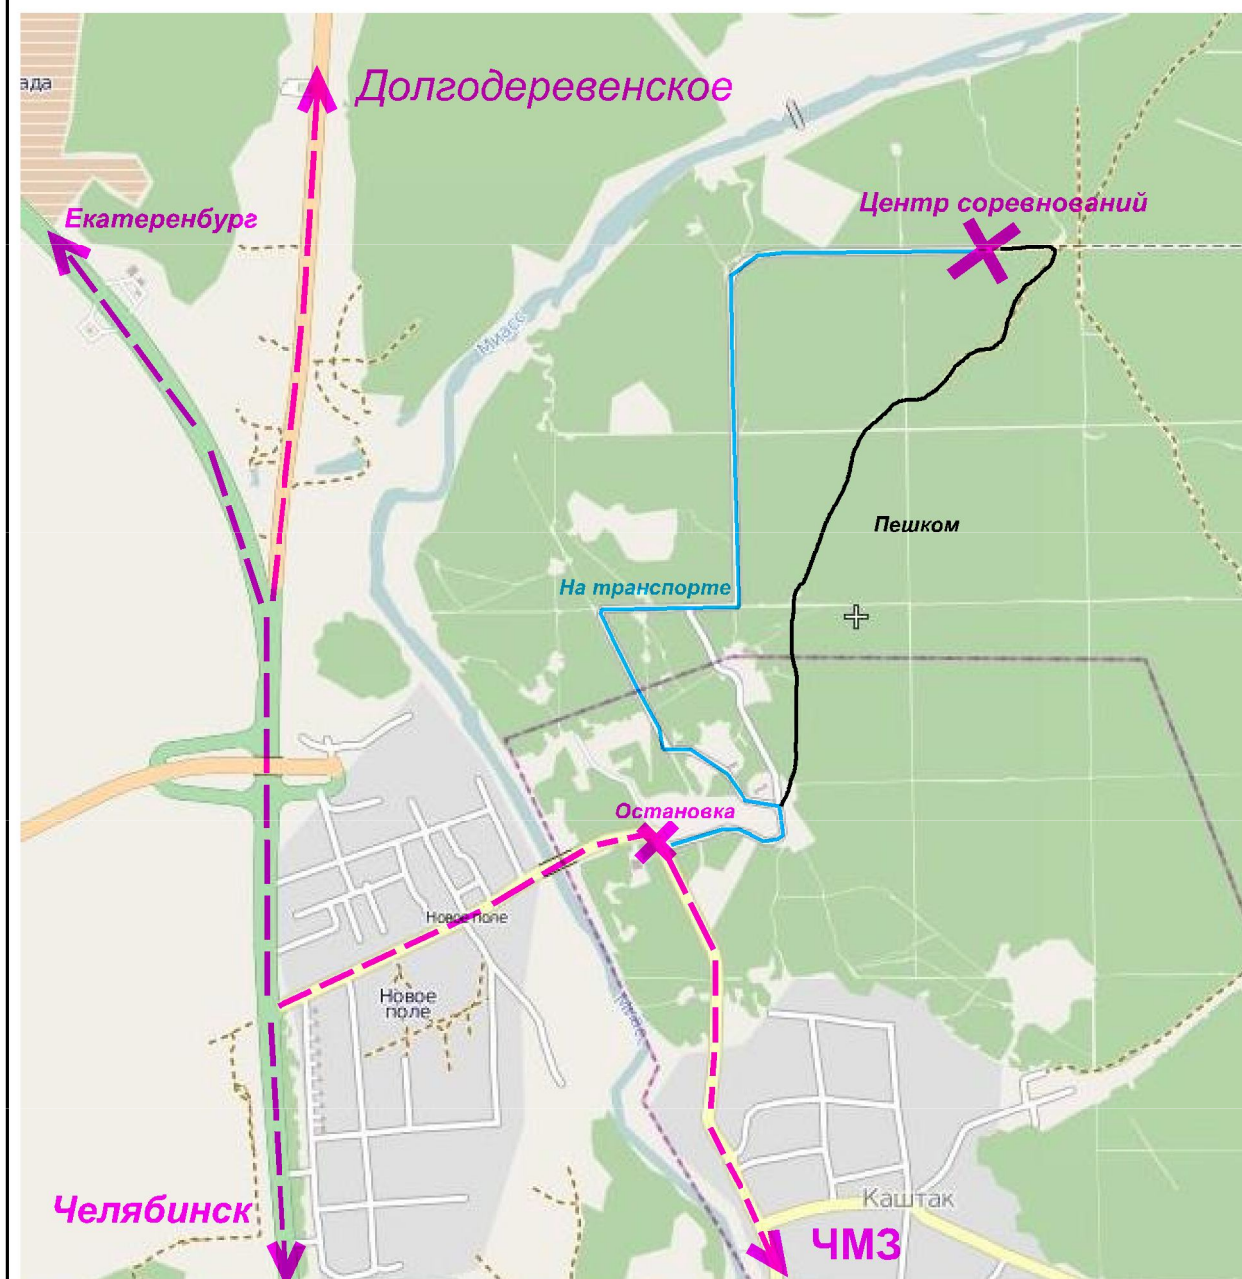 ада
Долгодеревенское
Екатеренбург
Центр соревнований
Миасс
Пешком
На транспорте
Остановка
Новое поле
Новое
поле
Миасс
Челябинск
Каштак
ЧМЗ